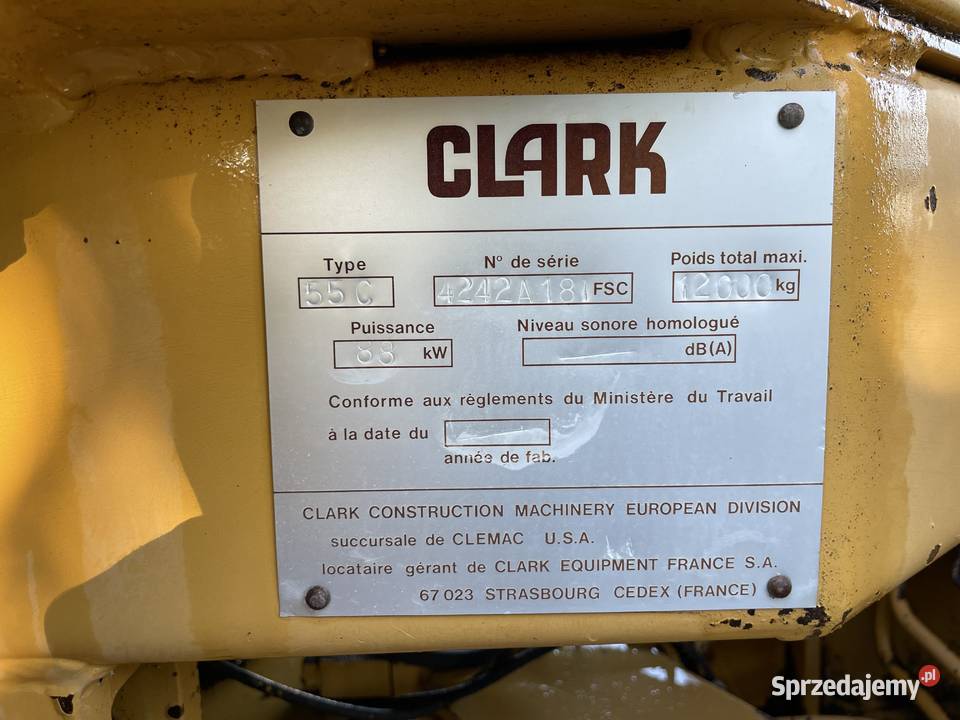 CLARK
Type
N° de série
Poids total maxi.
55C
4242A181 FSC
12000 kg
Puissance
Niveau sonore homologué
88 kW
dB(A)
Conforme aux règlements du Ministère du Travail
à la date du
année de fab.
CLARK CONSTRUCTION MACHINERY EUROPEAN DIVISION
succursale de CLEMAC U.S.A.
locataire gérant de CLARK EQUIPMENT FRANCE S.A.
67 023 STRASBOURG CEDEX (FRANCE)
Sprzedajemy.pl